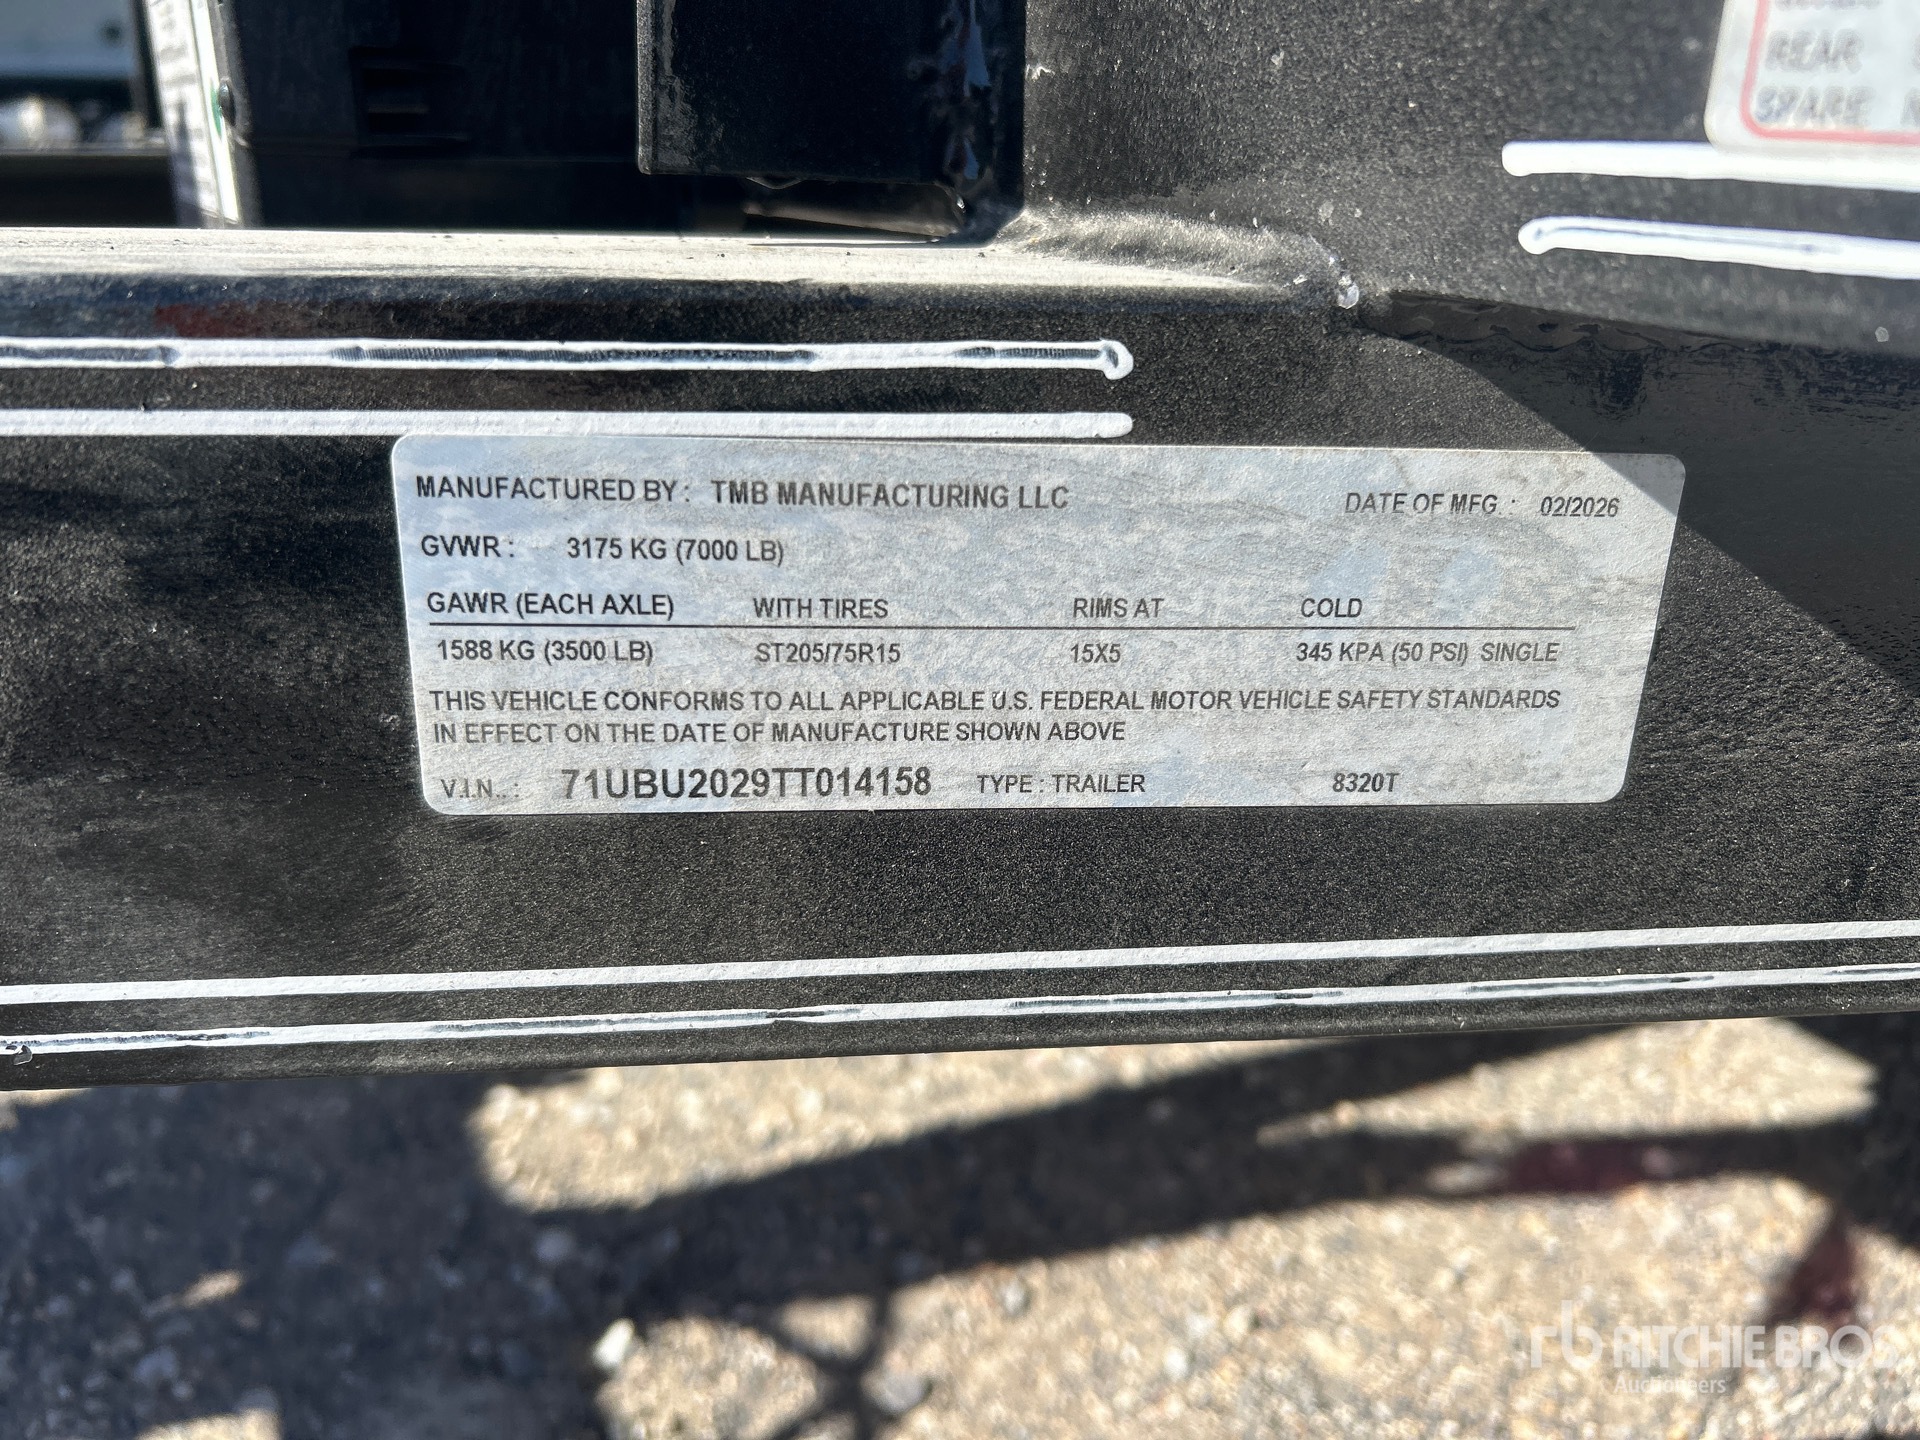 REAR
SPARE
MANUFACTURED BY : TMB MANUFACTURING LLC DATE OF MFG. : 02/2026
GVWR : 3175 KG (7000 LB)
GAWR (EACH AXLE) WITH TIRES RIMS AT COLD
1588 KG (3500 LB) ST205/75R15 15X5 345 KPA (50 PSI) SINGLE
THIS VEHICLE CONFORMS TO ALL APPLICABLE U.S. FEDERAL MOTOR VEHICLE SAFETY STANDARDS
IN EFFECT ON THE DATE OF MANUFACTURE SHOWN ABOVE
V.I.N.. : 71UBU2029TT014158 TYPE : TRAILER 8320T
rb RITCHIE BROS
Auctioneers